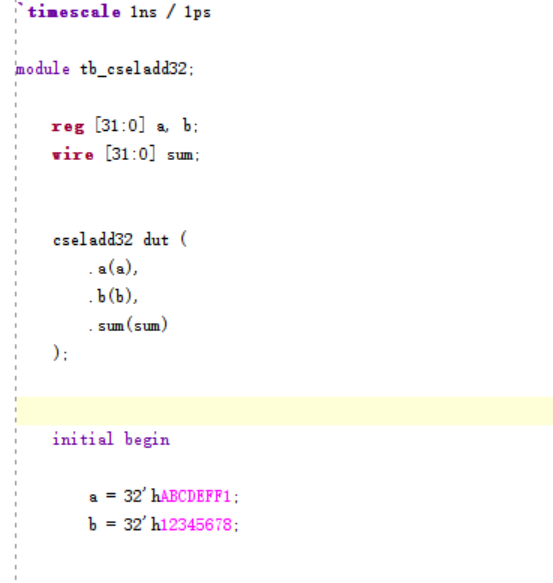 `timescale 1ns / 1ps
module tb_cseladd32;
reg [31:0] a, b;
wire [31:0] sum;
cseladd32 dut (
.a(a),
.b(b),
.sum(sum)
);
initial begin
a = 32'hABCDEFF1;
b = 32'h12345678;